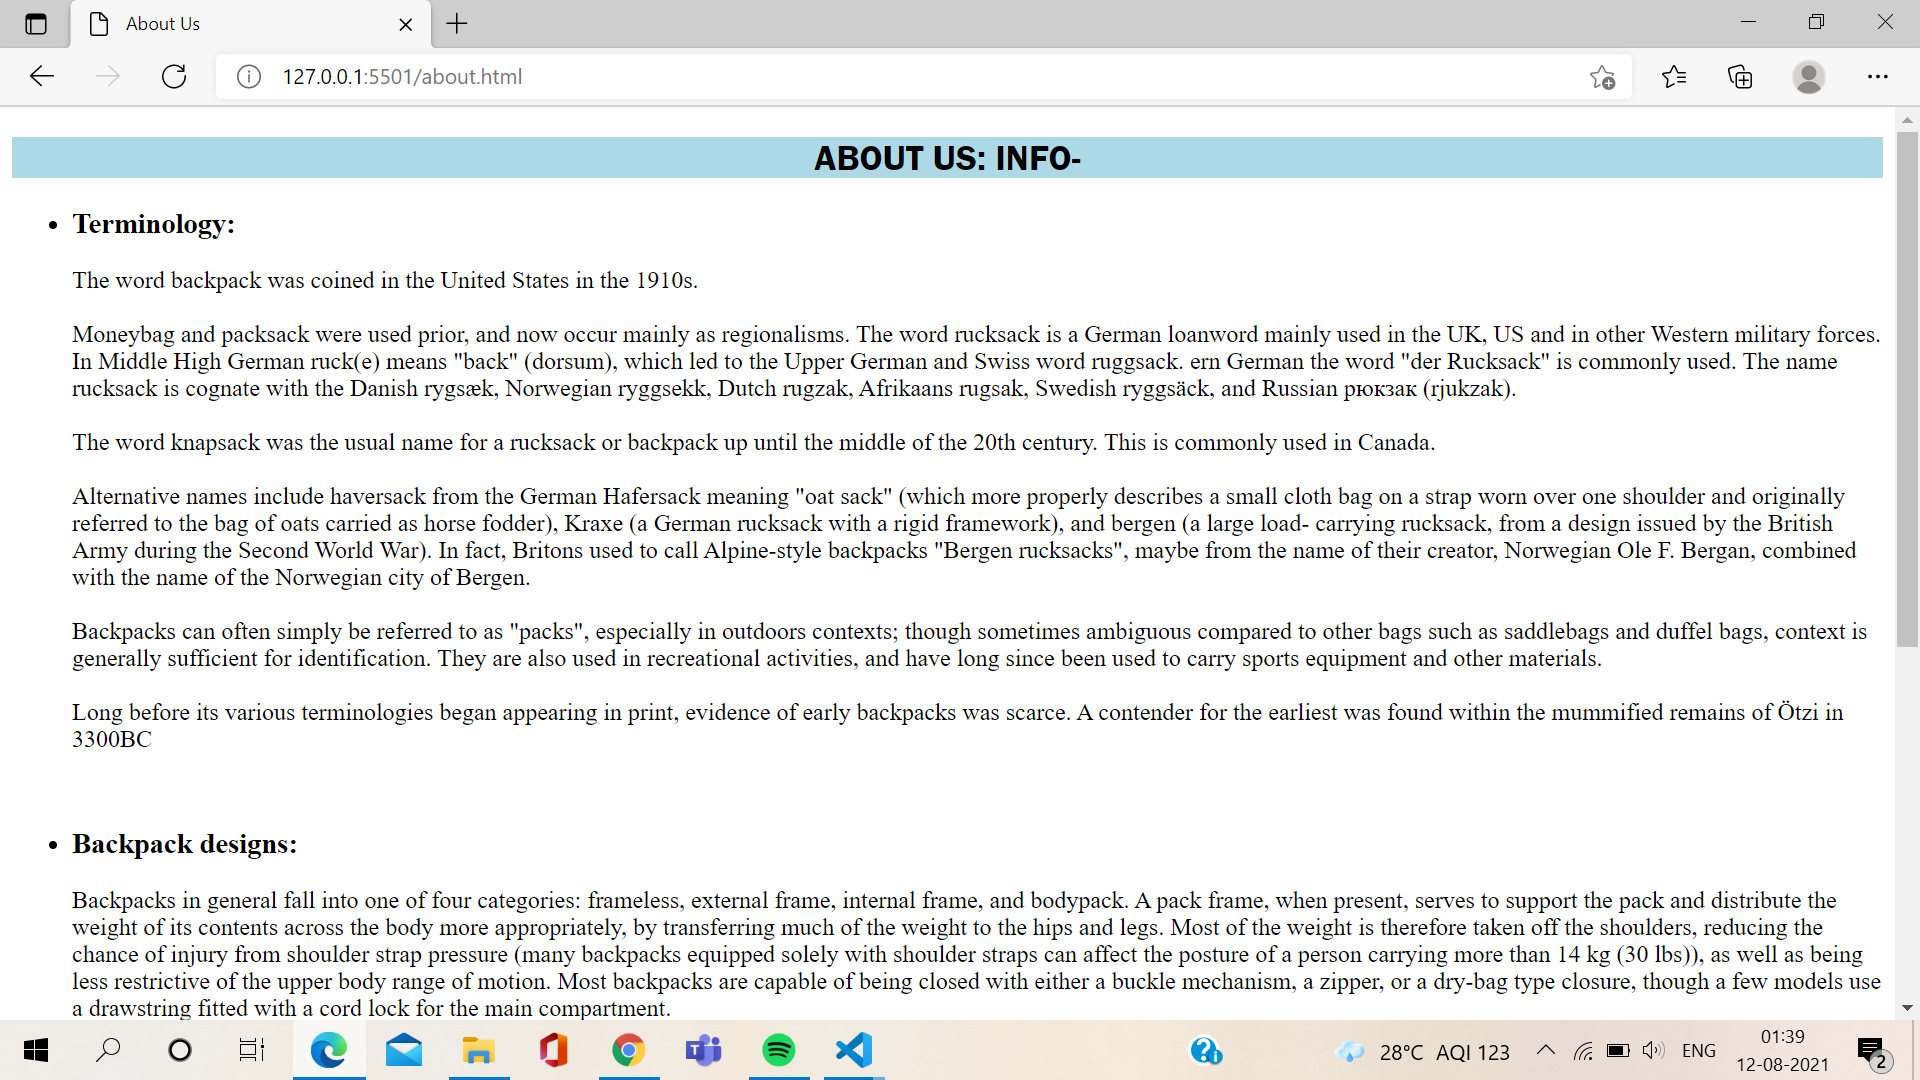 About Us
127.0.0.1:5501/about.html
ABOUT US: INFO-
Terminology:
The word backpack was coined in the United States in the 1910s.
Moneybag and packsack were used prior, and now occur mainly as regionalisms. The word rucksack is a German loanword mainly used in the UK, US and in other Western military forces.
In Middle High German ruck(e) means "back" (dorsum), which led to the Upper German and Swiss word ruggsack. ern German the word "der Rucksack" is commonly used. The name
rucksack is cognate with the Danish rygsæk, Norwegian ryggsekk, Dutch rugzak, Afrikaans rugsak, Swedish ryggsäck, and Russian рюкзак (rjukzak).
The word knapsack was the usual name for a rucksack or backpack up until the middle of the 20th century. This is commonly used in Canada.
Alternative names include haversack from the German Hafersack meaning "oat sack" (which more properly describes a small cloth bag on a strap worn over one shoulder and originally
referred to the bag of oats carried as horse fodder), Kraxe (a German rucksack with a rigid framework), and bergen (a large load- carrying rucksack, from a design issued by the British
Army during the Second World War). In fact, Britons used to call Alpine-style backpacks "Bergen rucksacks", maybe from the name of their creator, Norwegian Ole F. Bergan, combined
with the name of the Norwegian city of Bergen.
Backpacks can often simply be referred to as "packs", especially in outdoors contexts; though sometimes ambiguous compared to other bags such as saddlebags and duffel bags, context is
generally sufficient for identification. They are also used in recreational activities, and have long since been used to carry sports equipment and other materials.
Long before its various terminologies began appearing in print, evidence of early backpacks was scarce. A contender for the earliest was found within the mummified remains of Ötzi in
3300BC
Backpack designs:
Backpacks in general fall into one of four categories: frameless, external frame, internal frame, and bodypack. A pack frame, when present, serves to support the pack and distribute the
weight of its contents across the body more appropriately, by transferring much of the weight to the hips and legs. Most of the weight is therefore taken off the shoulders, reducing the
chance of injury from shoulder strap pressure (many backpacks equipped solely with shoulder straps can affect the posture of a person carrying more than 14 kg (30 lbs)), as well as being
less restrictive of the upper body range of motion. Most backpacks are capable of being closed with either a buckle mechanism, a zipper, or a dry-bag type closure, though a few models use
a drawstring fitted with a cord lock for the main compartment.
28°C AQI 123
ENG
01:39
12-08-2021
2